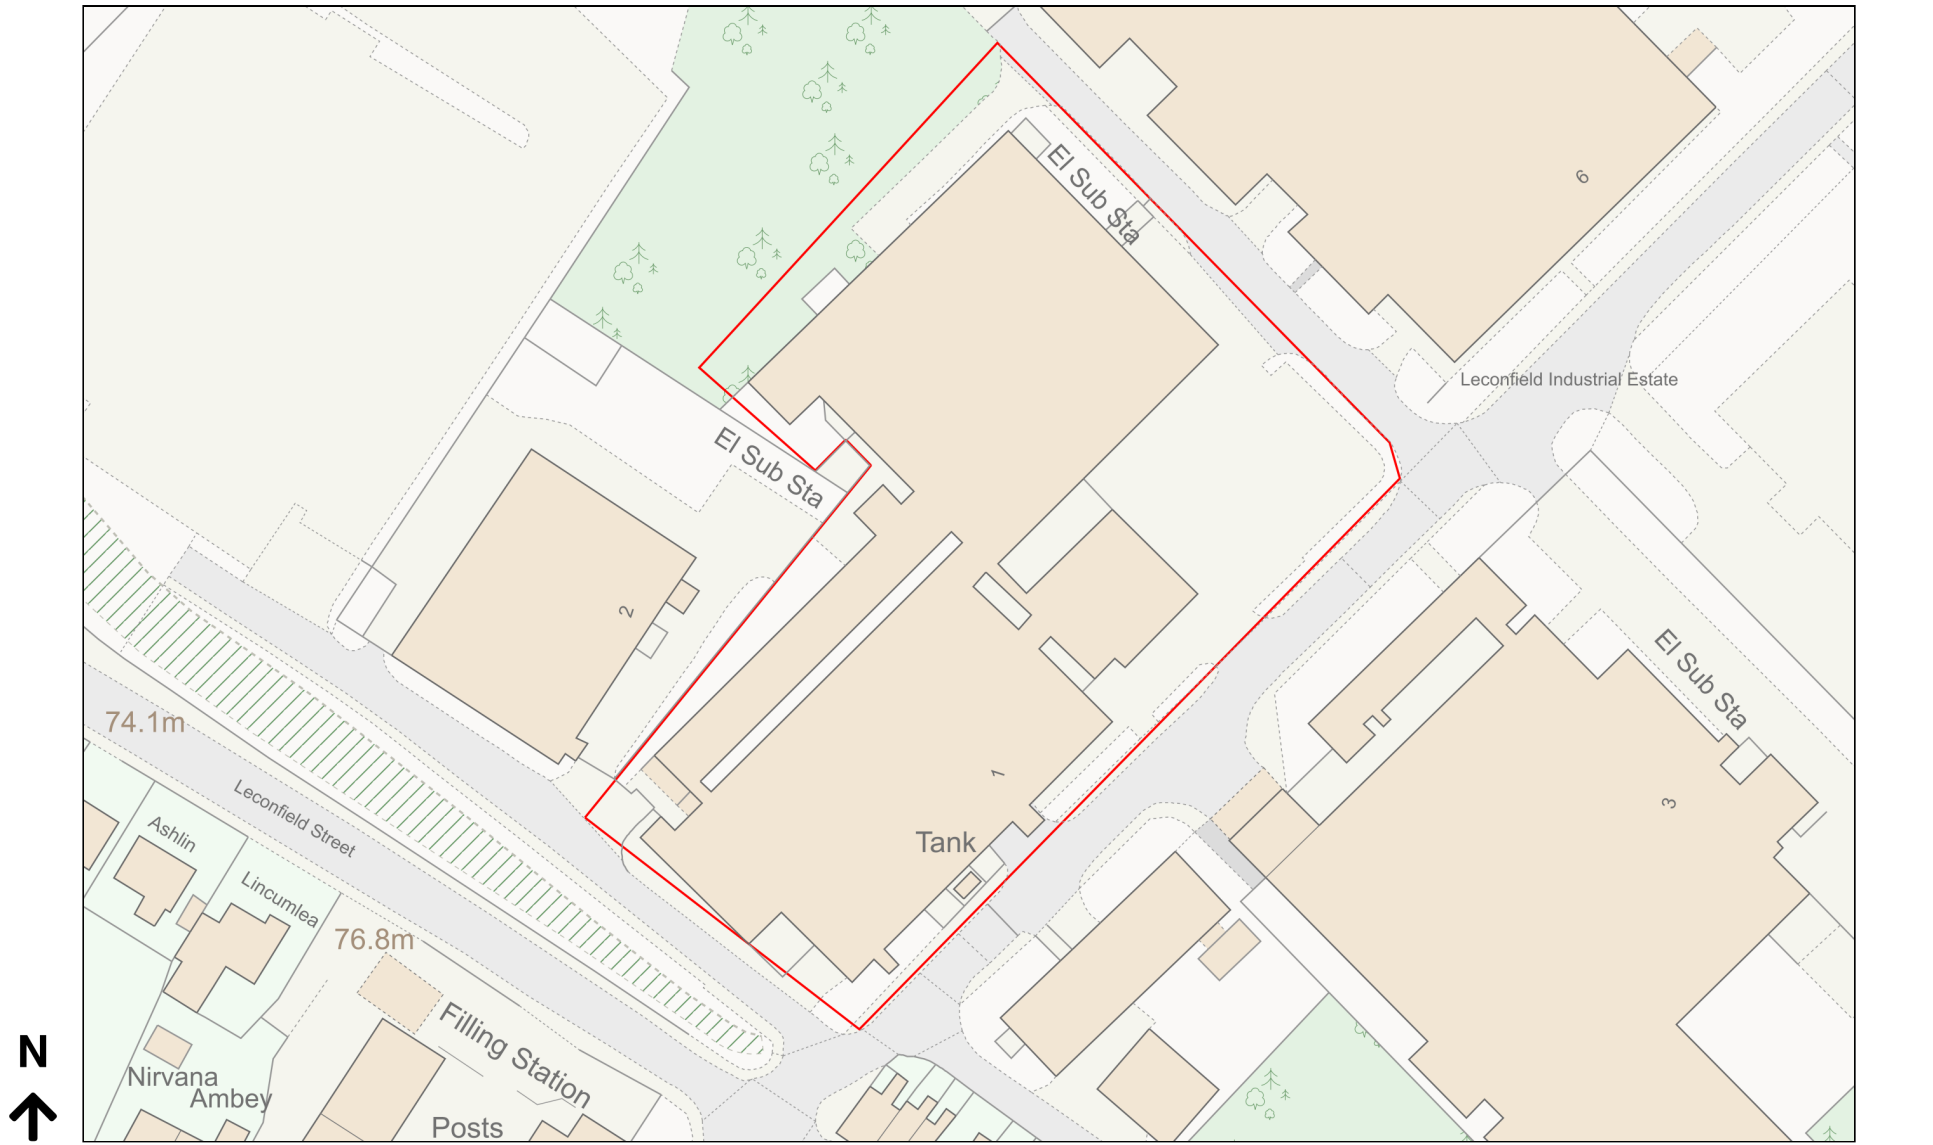 El Sub Sta
6
Leconfield Industrial Estate
El Sub Sta
2
El Sub Sta
74.1m
1
3
Leconfield Street
Ashlin
Tank
Lincumlea
76.8m
Filling Station
N
Nirvana
Ambey
Posts